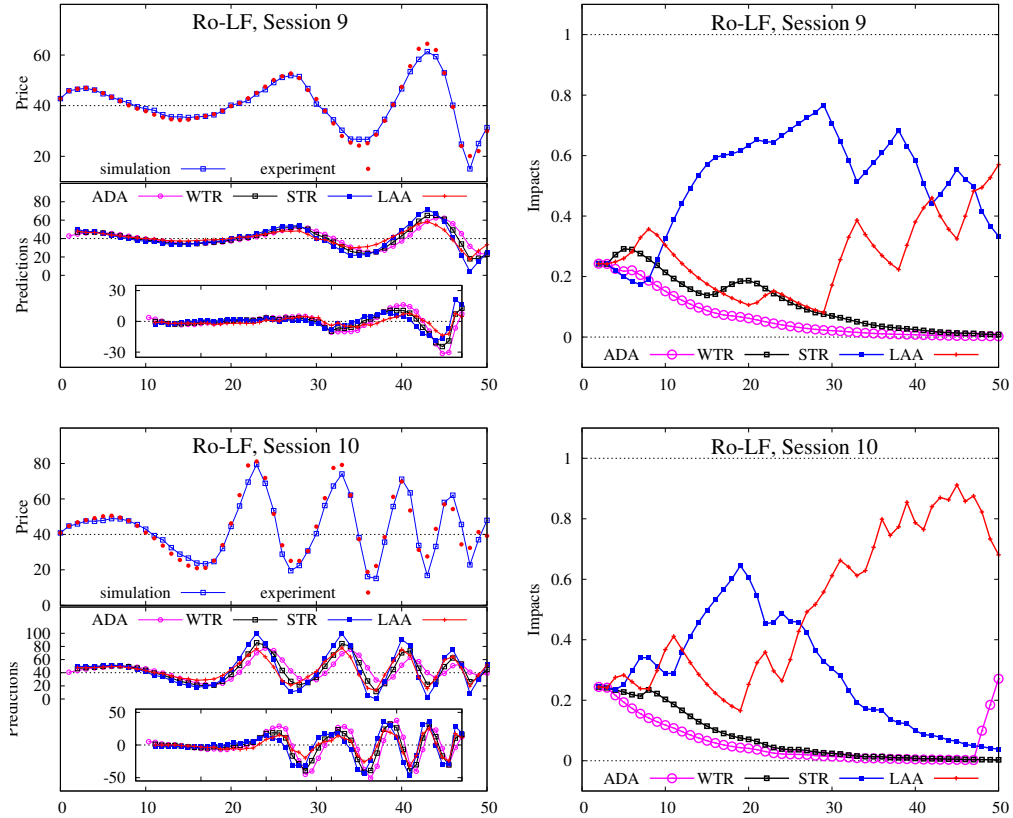 Ro-LF, Session 9
Price
60
40
20
simulation experiment
ADA WTR STR LAA
Predictions
80
60
40
20
0
30
0
-30
0 10 20 30 40 50
Ro-LF, Session 9
Impacts
1
0.8
0.6
0.4
0.2
0
ADA WTR STR LAA
0 10 20 30 40 50
Ro-LF, Session 10
Price
80
60
40
20
0
simulation experiment
ADA WTR STR LAA
Predictions
100
80
60
40
20
0
50
0
-50
0 10 20 30 40 50
Ro-LF, Session 10
Impacts
1
0.8
0.6
0.4
0.2
0
ADA WTR STR LAA
0 10 20 30 40 50